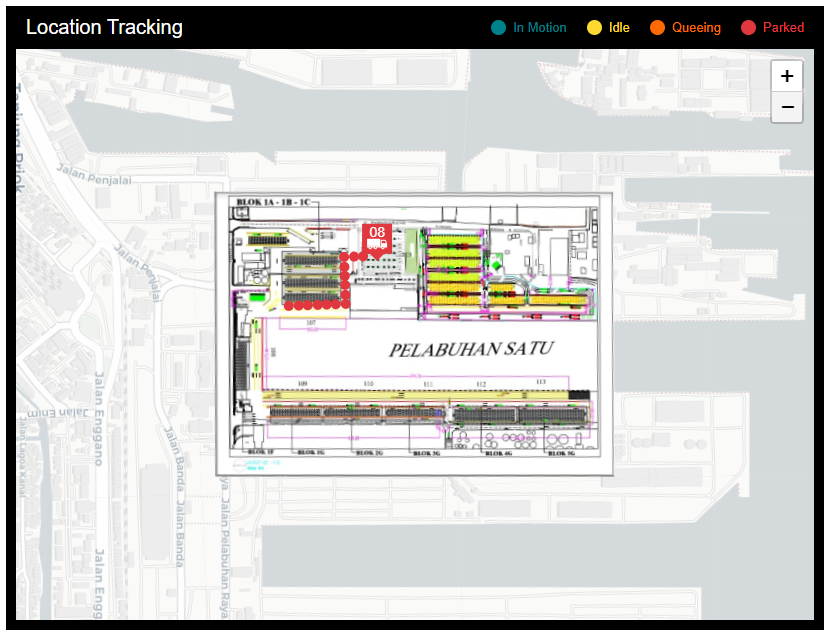 Location Tracking
In Motion
Idle
Queeing
Parked
+
−
Tanjung Priok
Jalan Penjalai
Jalan Penjalai
BLOK 1A - 1B - 1C
08
107
PELABUHAN SATU
109
110
111
112
113
BLOK 1F
BLOK 1G
BLOK 2G
BLOK 3G
BLOK 4G
BLOK 5G
Jalan Enim
Jalan Enggano
Jalan Banda
Jalan Banda
Jalan Pelabuhan Raya
Jalan Engg